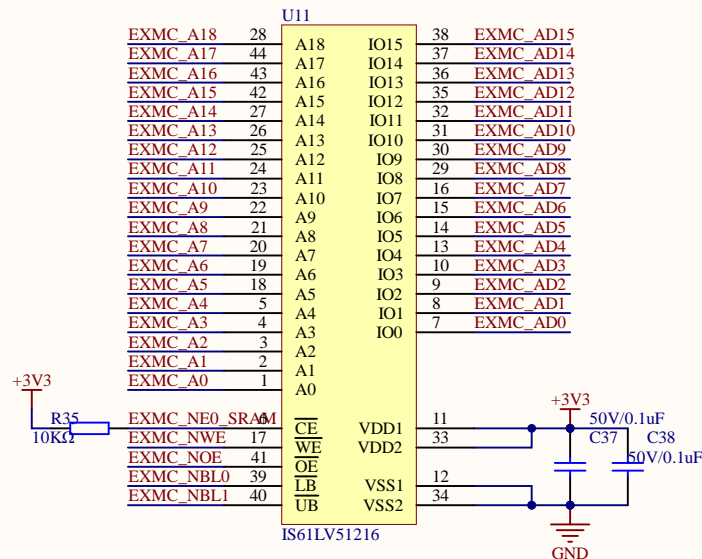 U11
EXMC_A18 28 A18 IO15 38 EXMC_AD15
EXMC_A17 44 A17 IO14 37 EXMC_AD14
EXMC_A16 43 A16 IO13 36 EXMC_AD13
EXMC_A15 42 A15 IO12 35 EXMC_AD12
EXMC_A14 27 A14 IO11 32 EXMC_AD11
EXMC_A13 26 A13 IO10 31 EXMC_AD10
EXMC_A12 25 A12 IO9 30 EXMC_AD9
EXMC_A11 24 A11 IO8 29 EXMC_AD8
EXMC_A10 23 A10 IO7 16 EXMC_AD7
EXMC_A9 22 A9 IO6 15 EXMC_AD6
EXMC_A8 21 A8 IO5 14 EXMC_AD5
EXMC_A7 20 A7 IO4 13 EXMC_AD4
EXMC_A6 19 A6 IO3 10 EXMC_AD3
EXMC_A5 18 A5 IO2 9 EXMC_AD2
EXMC_A4 5 A4 IO1 8 EXMC_AD1
EXMC_A3 4 A3 IO0 7 EXMC_AD0
EXMC_A2 3 A2
EXMC_A1 2 A1
EXMC_A0 1 A0
+3V3
+3V3
R35
10KΩ
EXMC_NE0_SRAM 6 CE VDD1 11
EXMC_NWE 17 WE VDD2 33
EXMC_NOE 41 OE
EXMC_NBL0 39 LB VSS1 12
EXMC_NBL1 40 UB VSS2 34
50V/0.1uF
C37 C38
50V/0.1uF
IS61LV51216
GND